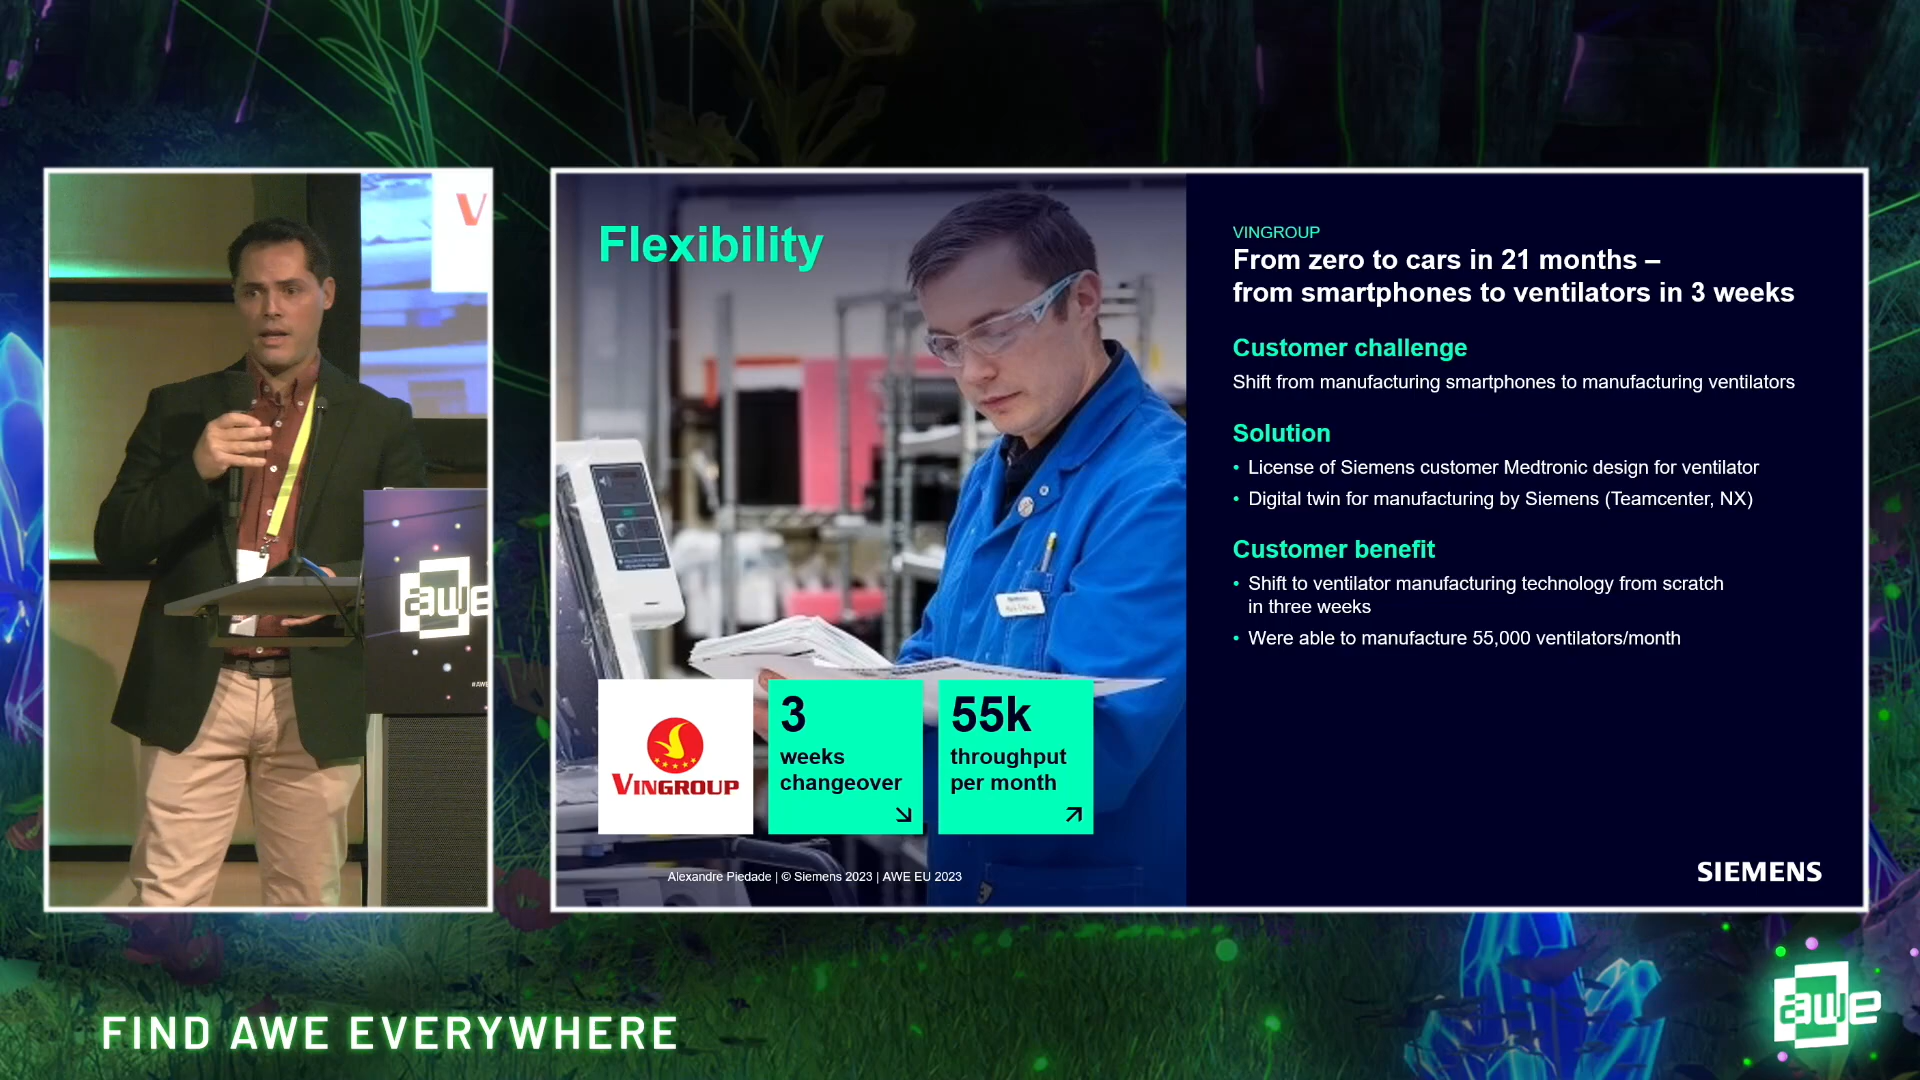 V
awe
#AWE
Flexibility
VINGROUP
3
weeks
changeover
55k
throughput
per month
Alexandre Piedade | © Siemens 2023 | AWE EU 2023
VINGROUP
From zero to cars in 21 months –
from smartphones to ventilators in 3 weeks
Customer challenge
Shift from manufacturing smartphones to manufacturing ventilators
Solution
• License of Siemens customer Medtronic design for ventilator
• Digital twin for manufacturing by Siemens (Teamcenter, NX)
Customer benefit
• Shift to ventilator manufacturing technology from scratch
in three weeks
• Were able to manufacture 55,000 ventilators/month
SIEMENS
FIND AWE EVERYWHERE
awe